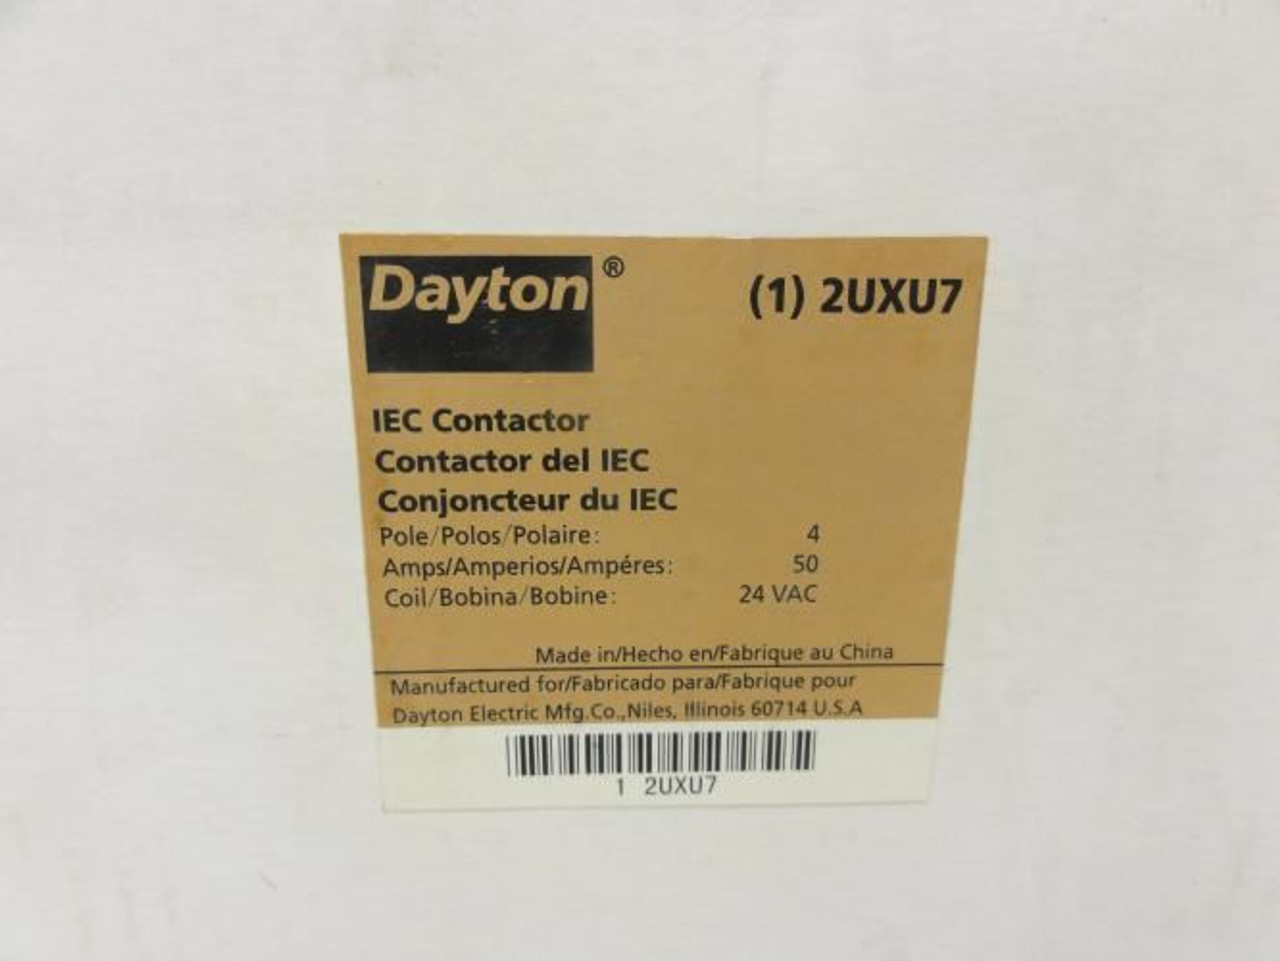 Dayton®
(1) 2UXU7
IEC Contactor
Contactor del IEC
Conjoncteur du IEC
Pole/Polos/Polaire: 4
Amps/Amperios/Ampéres: 50
Coil/Bobina/Bobine: 24 VAC
Made in/Hecho en/Fabrique au China
Manufactured for/Fabricado para/Fabrique pour
Dayton Electric Mfg.Co.,Niles, Illinois 60714 U.S.A
1 2UXU7